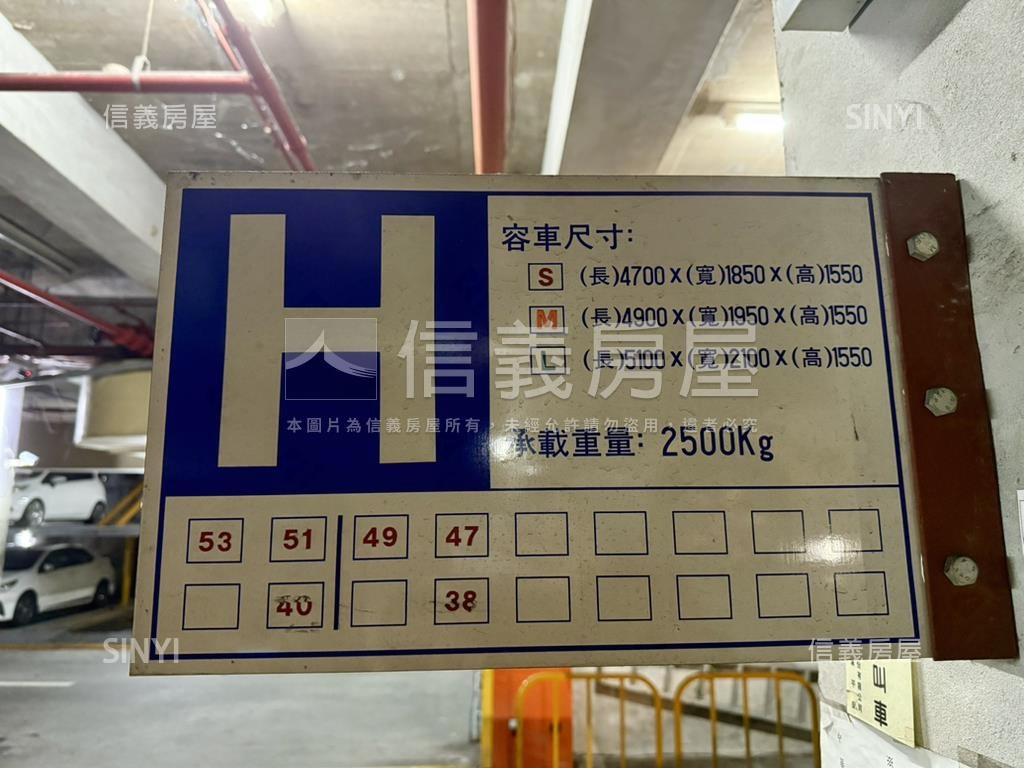 信義房屋
SINYI
H
容車尺寸:
S (長)4700 X (寬)1850 X (高)1550
M (長)4900 X (寬)1950 X (高)1550
L (長)5100 X (寬)2100 X (高)1550
信義房屋
本圖片為信義房屋所有，未經允許請勿盜用，違者必究
承載重量: 2500Kg
53 51 49 47
40 38
SINYI
信義房屋
叫車